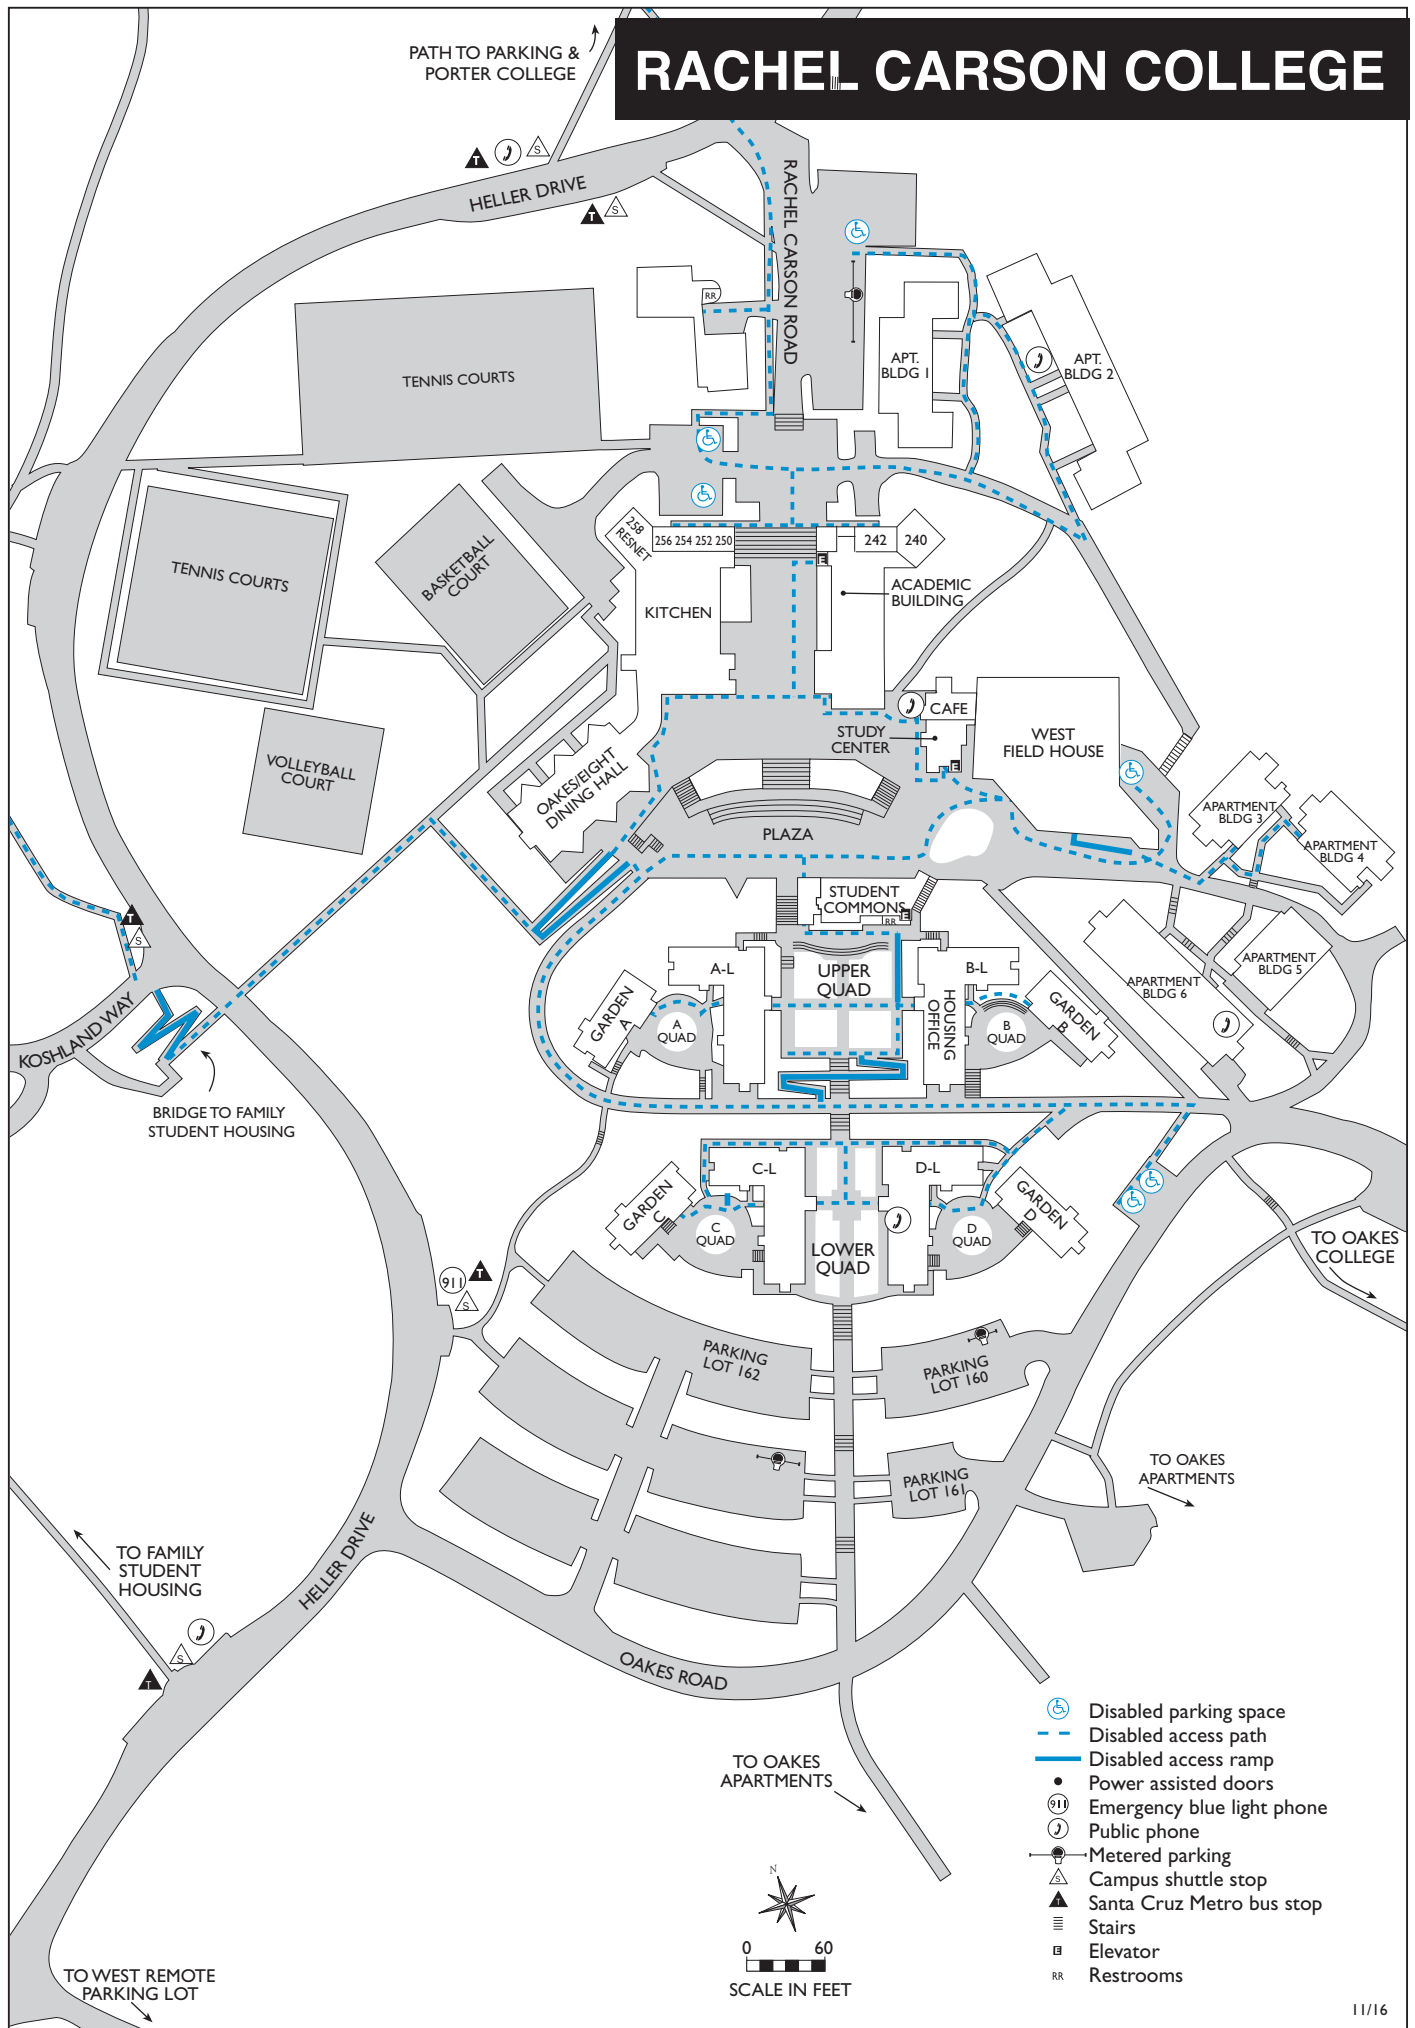 RACHEL CARSON COLLEGE
PATH TO PARKING &
PORTER COLLEGE
T
S
HELLER DRIVE
T
S
RACHEL CARSON ROAD
RR
APT.
BLDG 1
APT.
BLDG 2
TENNIS COURTS
TENNIS COURTS
BASKETBALL
COURT
258
RESNET
256 254 252 250
242
240
E
KITCHEN
ACADEMIC
BUILDING
CAFE
STUDY
CENTER
E
WEST
FIELD HOUSE
VOLLEYBALL
COURT
OAKES/EIGHT
DINING HALL
PLAZA
APARTMENT
BLDG 3
APARTMENT
BLDG 4
STUDENT
COMMONS
E
RR
T
S
A-L
UPPER
QUAD
B-L
HOUSING
OFFICE
GARDEN
A
A
QUAD
B
QUAD
GARDEN
B
APARTMENT
BLDG 6
APARTMENT
BLDG 5
KOSHLAND WAY
BRIDGE TO FAMILY
STUDENT HOUSING
C-L
D-L
GARDEN
C
C
QUAD
LOWER
QUAD
D
QUAD
GARDEN
D
TO OAKES
COLLEGE
911
T
S
PARKING
LOT 162
PARKING
LOT 160
PARKING
LOT 161
TO OAKES
APARTMENTS
HELLER DRIVE
TO FAMILY
STUDENT
HOUSING
S
T
OAKES ROAD
TO OAKES
APARTMENTS
Disabled parking space
Disabled access path
Disabled access ramp
Power assisted doors
911 Emergency blue light phone
Public phone
Metered parking
S Campus shuttle stop
T Santa Cruz Metro bus stop
Stairs
E Elevator
RR Restrooms
N
0 60
SCALE IN FEET
TO WEST REMOTE
PARKING LOT
11/16